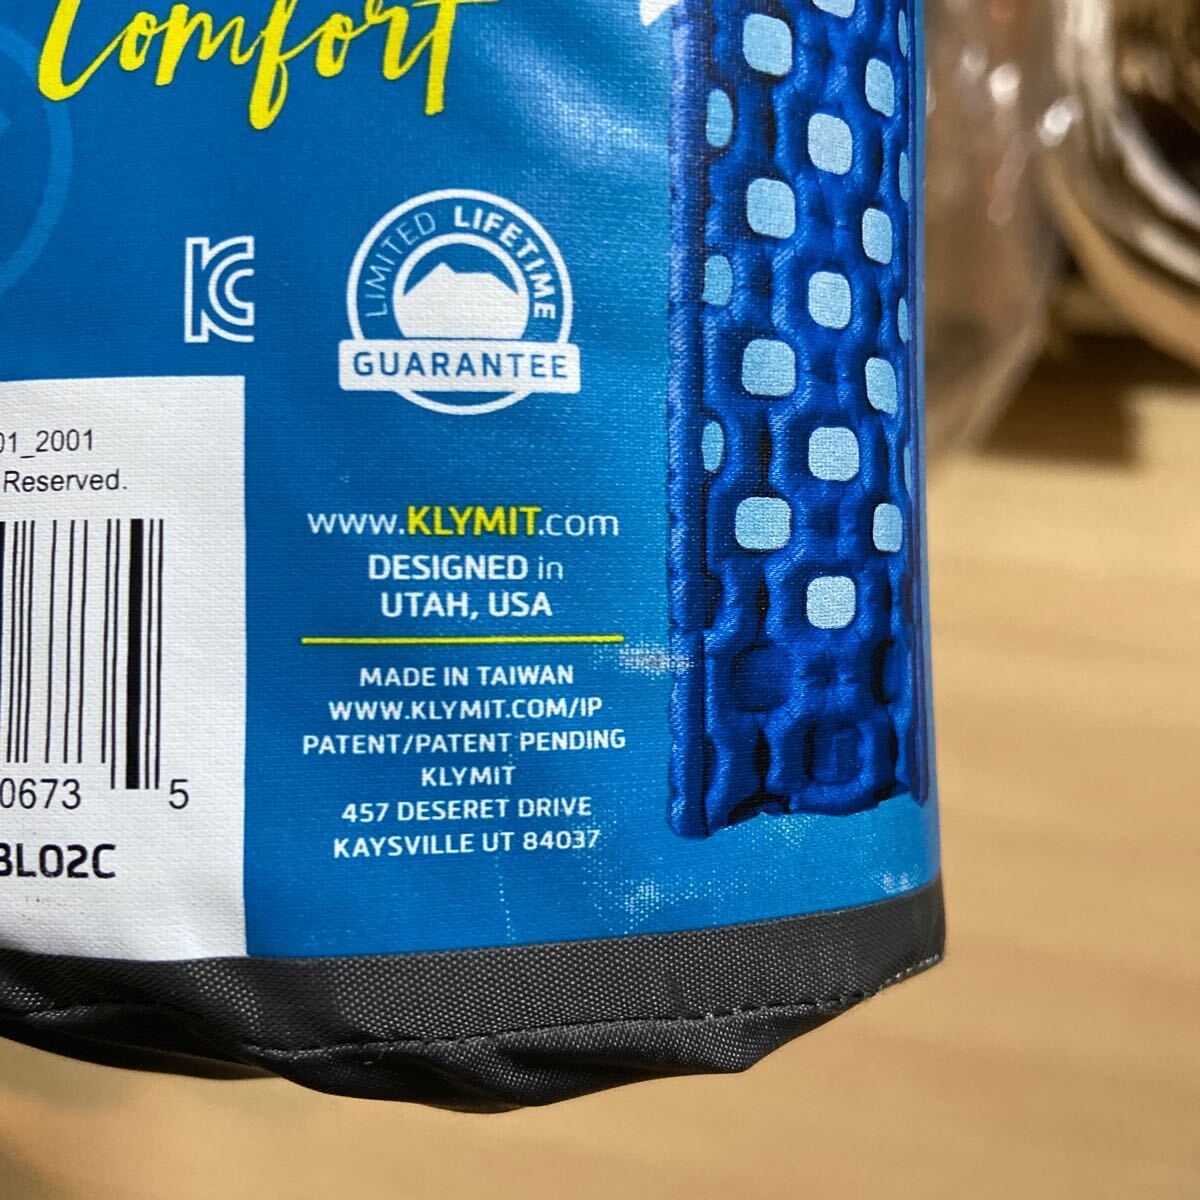 Comfort
LIMITED LIFETIME
GUARANTEE
01_2001
Reserved.
0673 5
BL02C
www.KLYMIT.com
DESIGNED in
UTAH, USA
MADE IN TAIWAN
WWW.KLYMIT.COM/IP
PATENT/PATENT PENDING
KLYMIT
457 DESERET DRIVE
KAYSVILLE UT 84037